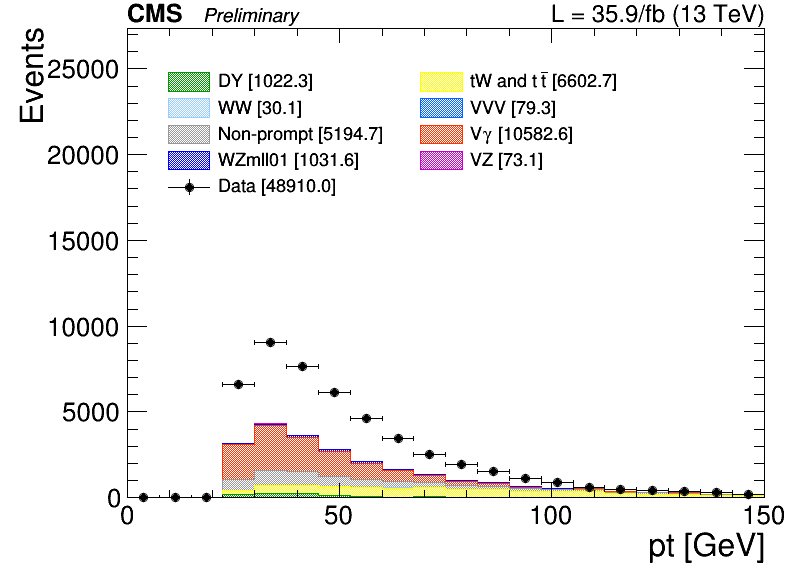 CMS Preliminary L = 35.9/fb (13 TeV)
Events
25000
20000
15000
10000
5000
0
DY [1022.3]
WW [30.1]
Non-prompt [5194.7]
WZmll01 [1031.6]
Data [48910.0]
tW and t t̄ [6602.7]
VVV [79.3]
Vγ [10582.6]
VZ [73.1]
0 50 100 150
pt [GeV]